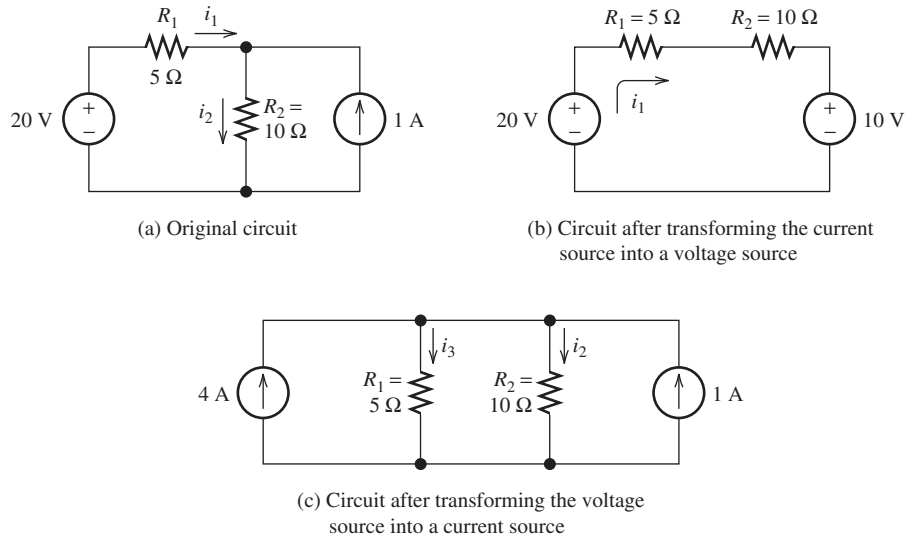 R₁ i₁
5 Ω
20 V
+
−
i₂
R₂ =
10 Ω
1 A
(a) Original circuit
R₁ = 5 Ω R₂ = 10 Ω
i₁
20 V
+
−
+
−
10 V
(b) Circuit after transforming the current
source into a voltage source
4 A
i₃
R₁ =
5 Ω
i₂
R₂ =
10 Ω
1 A
(c) Circuit after transforming the voltage
source into a current source